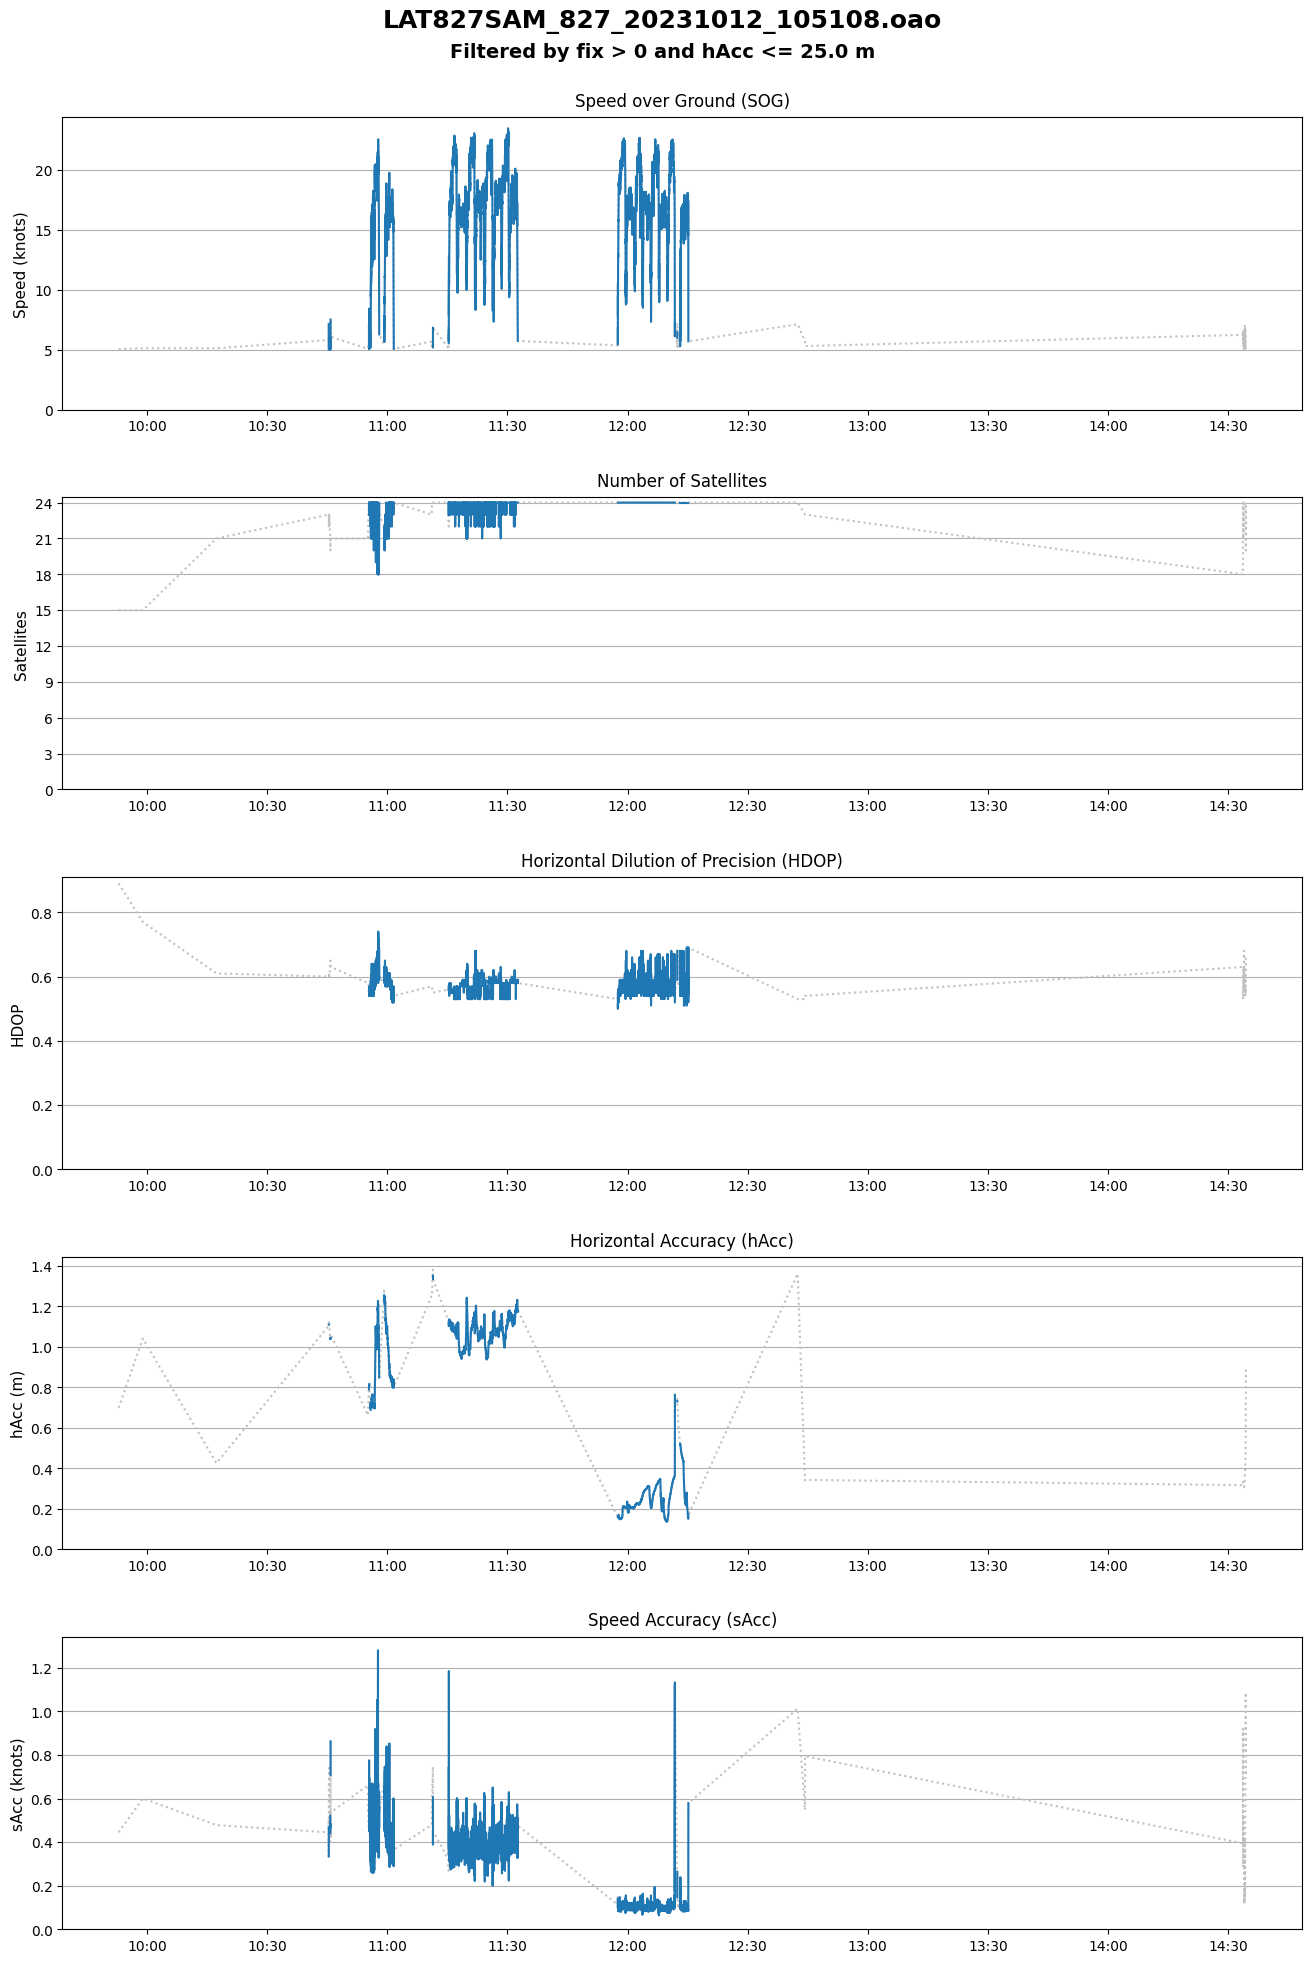 LAT827SAM_827_20231012_105108.oao
Filtered by fix > 0 and hAcc <= 25.0 m
Speed over Ground (SOG)
Speed (knots)
20
15
10
5
0
10:00 10:30 11:00 11:30 12:00 12:30 13:00 13:30 14:00 14:30
Number of Satellites
Satellites
24
21
18
15
12
9
6
3
0
10:00 10:30 11:00 11:30 12:00 12:30 13:00 13:30 14:00 14:30
Horizontal Dilution of Precision (HDOP)
HDOP
0.8
0.6
0.4
0.2
0.0
10:00 10:30 11:00 11:30 12:00 12:30 13:00 13:30 14:00 14:30
Horizontal Accuracy (hAcc)
hAcc (m)
1.4
1.2
1.0
0.8
0.6
0.4
0.2
0.0
10:00 10:30 11:00 11:30 12:00 12:30 13:00 13:30 14:00 14:30
Speed Accuracy (sAcc)
sAcc (knots)
1.2
1.0
0.8
0.6
0.4
0.2
0.0
10:00 10:30 11:00 11:30 12:00 12:30 13:00 13:30 14:00 14:30